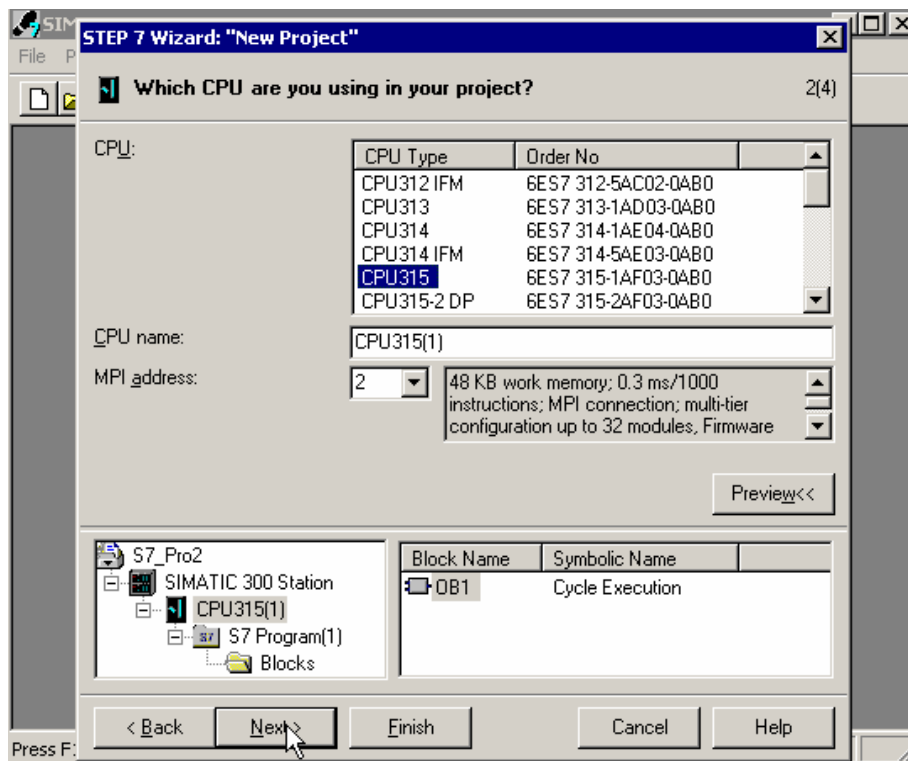 SIM
STEP 7 Wizard: "New Project"
File P
Which CPU are you using in your project? 2(4)
CPU:
CPU Type Order No
CPU312 IFM 6ES7 312-5AC02-0AB0
CPU313 6ES7 313-1AD03-0AB0
CPU314 6ES7 314-1AE04-0AB0
CPU314 IFM 6ES7 314-5AE03-0AB0
CPU315 6ES7 315-1AF03-0AB0
CPU315-2 DP 6ES7 315-2AF03-0AB0
CPU name: CPU315(1)
MPI address: 2
48 KB work memory; 0.3 ms/1000
instructions; MPI connection; multi-tier
configuration up to 32 modules, Firmware
Preview<<
S7_Pro2
SIMATIC 300 Station
CPU315(1)
S7 S7 Program(1)
Blocks
Block Name Symbolic Name
OB1 Cycle Execution
< Back Next> Finish Cancel Help
Press F